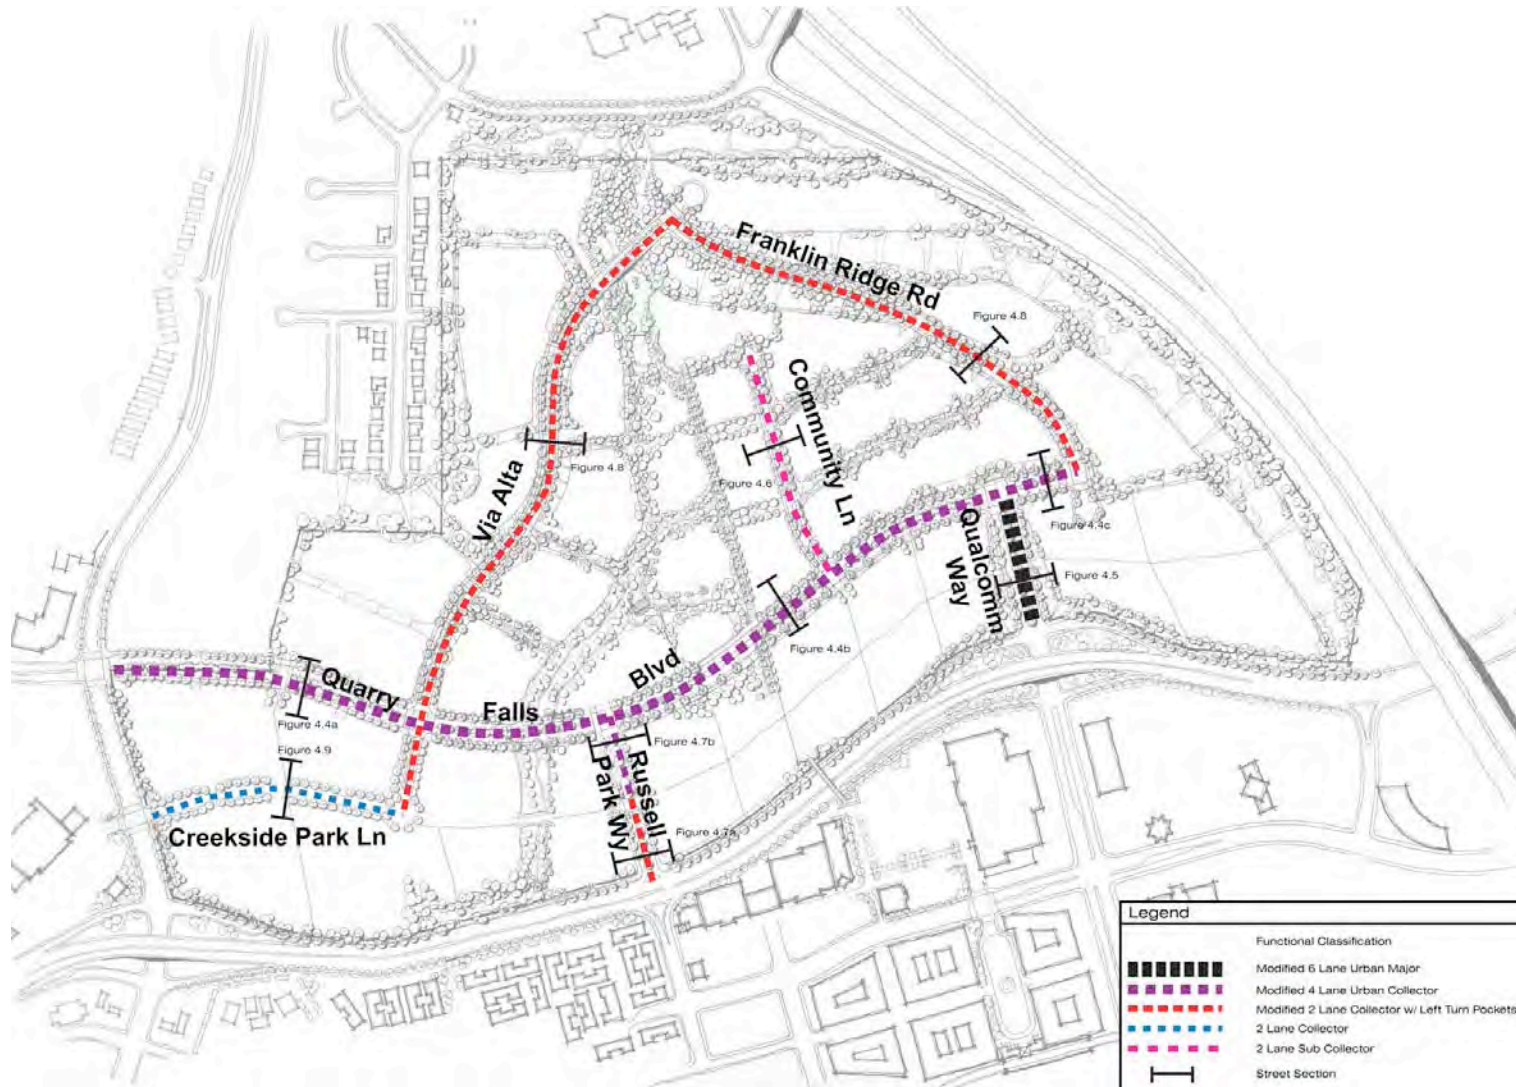 Franklin Ridge Rd
Figure 4.8
Community Ln
Via Alta
Figure 4.8
Figure 4.6
Figure 4.4c
Qualcomm
Way
Figure 4.5
Figure 4.4b
Quarry
Falls
Blvd
Figure 4.4a
Figure 4.9
Figure 4.7b
Russell
Park Wy
Figure 4.7a
Creekside Park Ln
Legend
Functional Classification
Modified 6 Lane Urban Major
Modified 4 Lane Urban Collector
Modified 2 Lane Collector w/ Left Turn Pockets
2 Lane Collector
2 Lane Sub Collector
Street Section